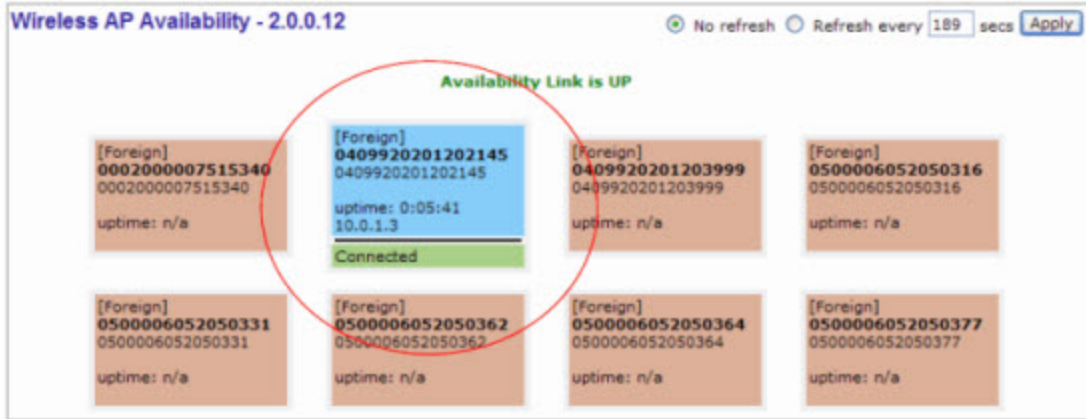 Wireless AP Availability - 2.0.0.12
No refresh Refresh every 189 secs Apply
Availability Link is UP
[Foreign]
0002000007515340
0002000007515340
uptime: n/a
[Foreign]
0409920201202145
0409920201202145
uptime: 0:05:41
10.0.1.3
Connected
[Foreign]
0409920201203999
0409920201203999
uptime: n/a
[Foreign]
0500006052050316
0500006052050316
uptime: n/a
[Foreign]
0500006052050331
0500006052050331
uptime: n/a
[Foreign]
0500006052050362
0500006052050362
uptime: n/a
[Foreign]
0500006052050364
0500006052050364
uptime: n/a
[Foreign]
0500006052050377
0500006052050377
uptime: n/a